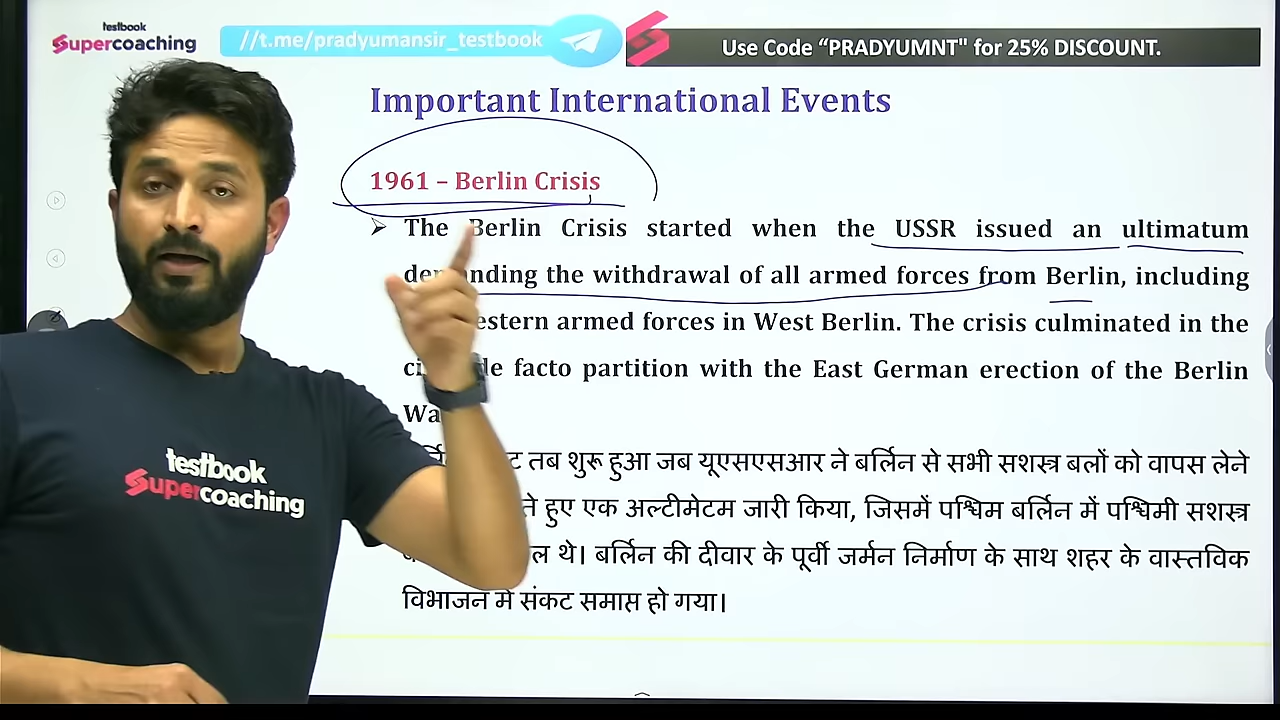 testbook
Supercoaching
//t.me/pradyumansir_testbook
Use Code “PRADYUMNT" for 25% DISCOUNT.
Important International Events
1961 – Berlin Crisis
The Berlin Crisis started when the USSR issued an ultimatum
demanding the withdrawal of all armed forces from Berlin, including
armed forces in West Berlin. The crisis culminated in the
facto partition with the East German erection of the Berlin
तब शुरू हुआ जब यूएसएसआर ने बर्लिन से सभी सशस्त्र बलों को वापस लेने
हुए एक अल्टीमेटम जारी किया, जिसमें पश्चिम बर्लिन में पश्चिमी सशस्त्र
थे। बर्लिन की दीवार के पूर्वी जर्मन निर्माण के साथ शहर के वास्तविक
विभाजन में संकट समाप्त हो गया।
testbook
Supercoaching